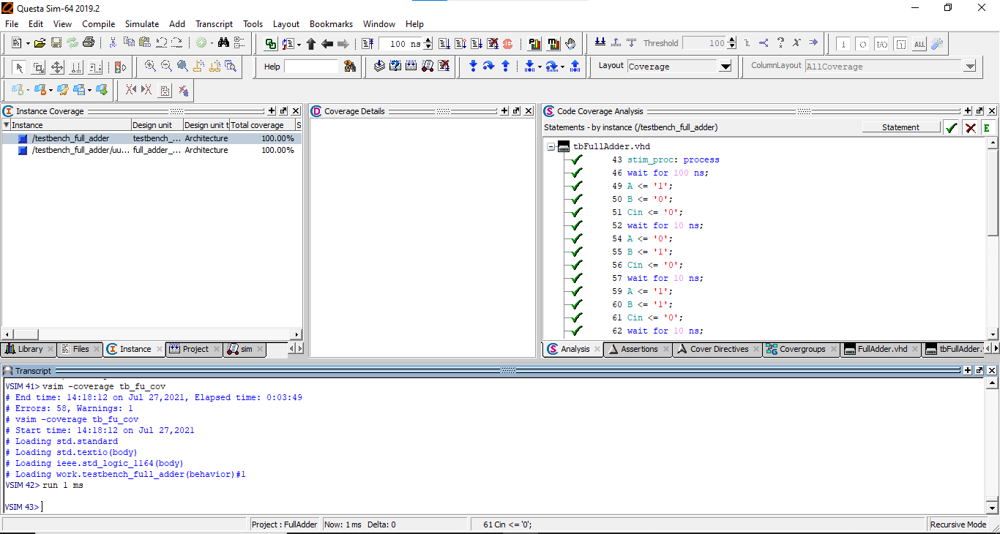 Questa Sim-64 2019.2
File Edit View Compile Simulate Add Transcript Tools Layout Bookmarks Window Help
100 ns
Threshold 100
Help
Layout Coverage
ColumnLayout AllCoverage
Instance Coverage
Instance Design unit Design unit t Total coverage S
/testbench_full_adder testbench_... Architecture 100.00%
/testbench_full_adder/uu... full_adder_... Architecture 100.00%
Library Files Instance Project sim
Coverage Details
Code Coverage Analysis
Statements - by instance (/testbench_full_adder) Statement
tbFullAdder.vhd
43 stim_proc: process
46 wait for 100 ns;
49 A <= '1';
50 B <= '0';
51 Cin <= '0';
52 wait for 10 ns;
54 A <= '0';
55 B <= '1';
56 Cin <= '0';
57 wait for 10 ns;
59 A <= '1';
60 B <= '1';
61 Cin <= '0';
62 wait for 10 ns;
Analysis Assertions Cover Directives Covergroups FullAdder.vhd tbFullAdder.
Transcript
VSIM 41> vsim -coverage tb_fu_cov
# End time: 14:18:12 on Jul 27,2021, Elapsed time: 0:03:49
# Errors: 58, Warnings: 1
# vsim -coverage tb_fu_cov
# Start time: 14:18:12 on Jul 27,2021
# Loading std.standard
# Loading std.textio(body)
# Loading ieee.std_logic_1164(body)
# Loading work.testbench_full_adder(behavior)#1
VSIM 42> run 1 ms
VSIM 43>
Project : FullAdder Now: 1 ms Delta: 0 61 Cin <= '0'; Recursive Mode